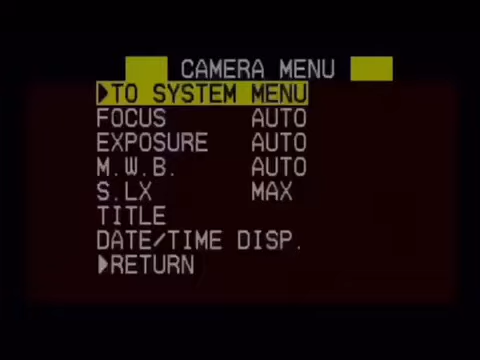 CAMERA MENU
▶TO SYSTEM MENU
FOCUS AUTO
EXPOSURE AUTO
M.W.B. AUTO
S.LX MAX
TITLE
DATE/TIME DISP.
▶RETURN